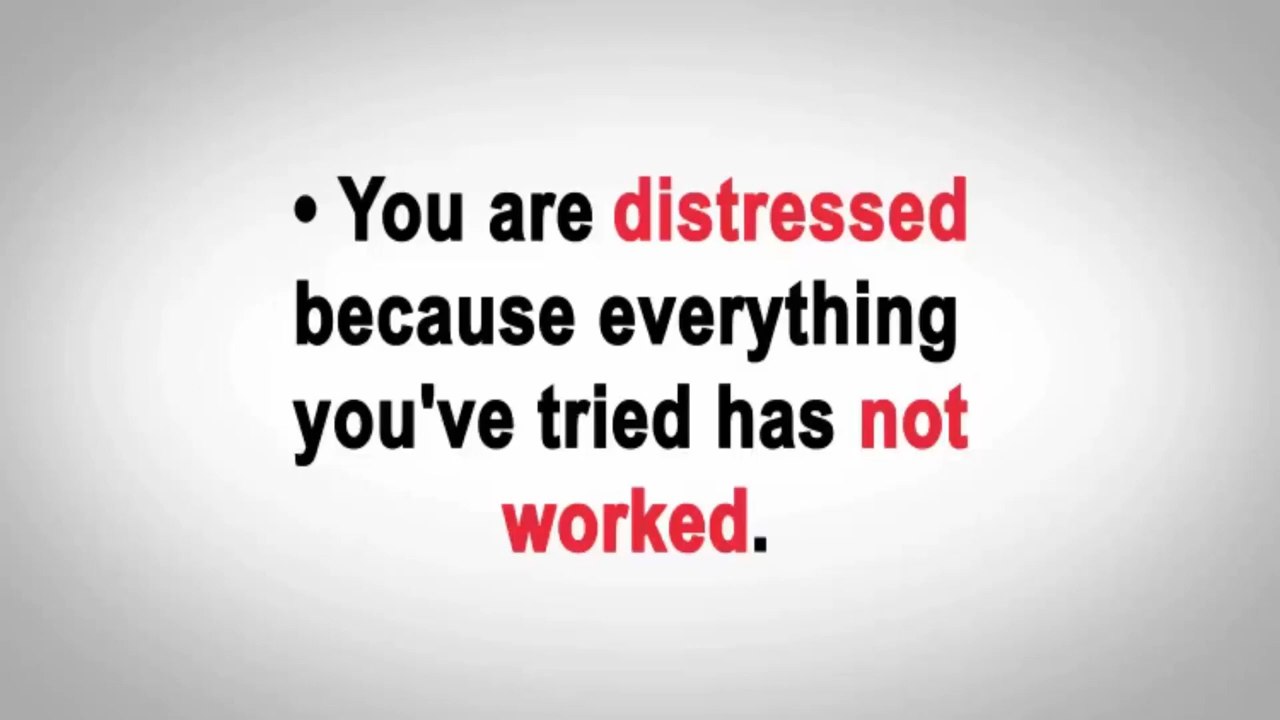 • You are distressed
because everything
you've tried has not
worked.